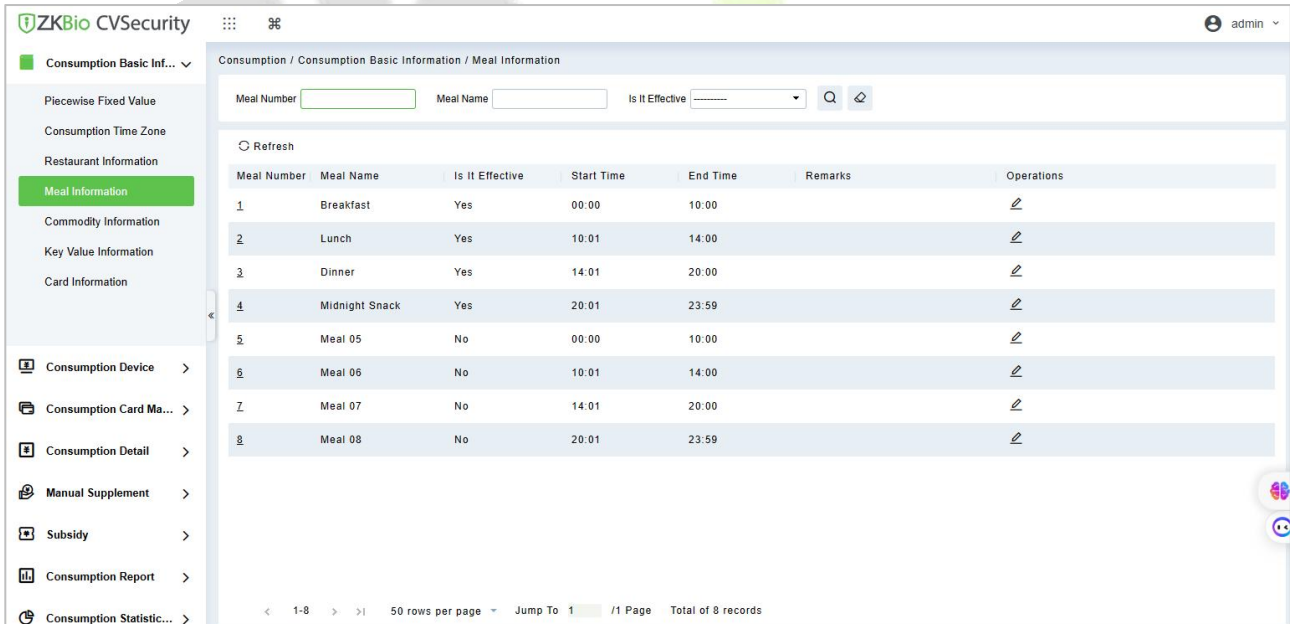 ZKBio CVSecurity
admin
Consumption Basic Inf...
Piecewise Fixed Value
Consumption Time Zone
Restaurant Information
Meal Information
Commodity Information
Key Value Information
Card Information
Consumption Device
Consumption Card Ma...
Consumption Detail
Manual Supplement
Subsidy
Consumption Report
Consumption Statistic...
Consumption / Consumption Basic Information / Meal Information
Meal Number Meal Name Is It Effective ----------
Refresh
Meal Number Meal Name Is It Effective Start Time End Time Remarks Operations
1 Breakfast Yes 00:00 10:00
2 Lunch Yes 10:01 14:00
3 Dinner Yes 14:01 20:00
4 Midnight Snack Yes 20:01 23:59
5 Meal 05 No 00:00 10:00
6 Meal 06 No 10:01 14:00
7 Meal 07 No 14:01 20:00
8 Meal 08 No 20:01 23:59
< 1-8 > >| 50 rows per page Jump To 1 /1 Page Total of 8 records